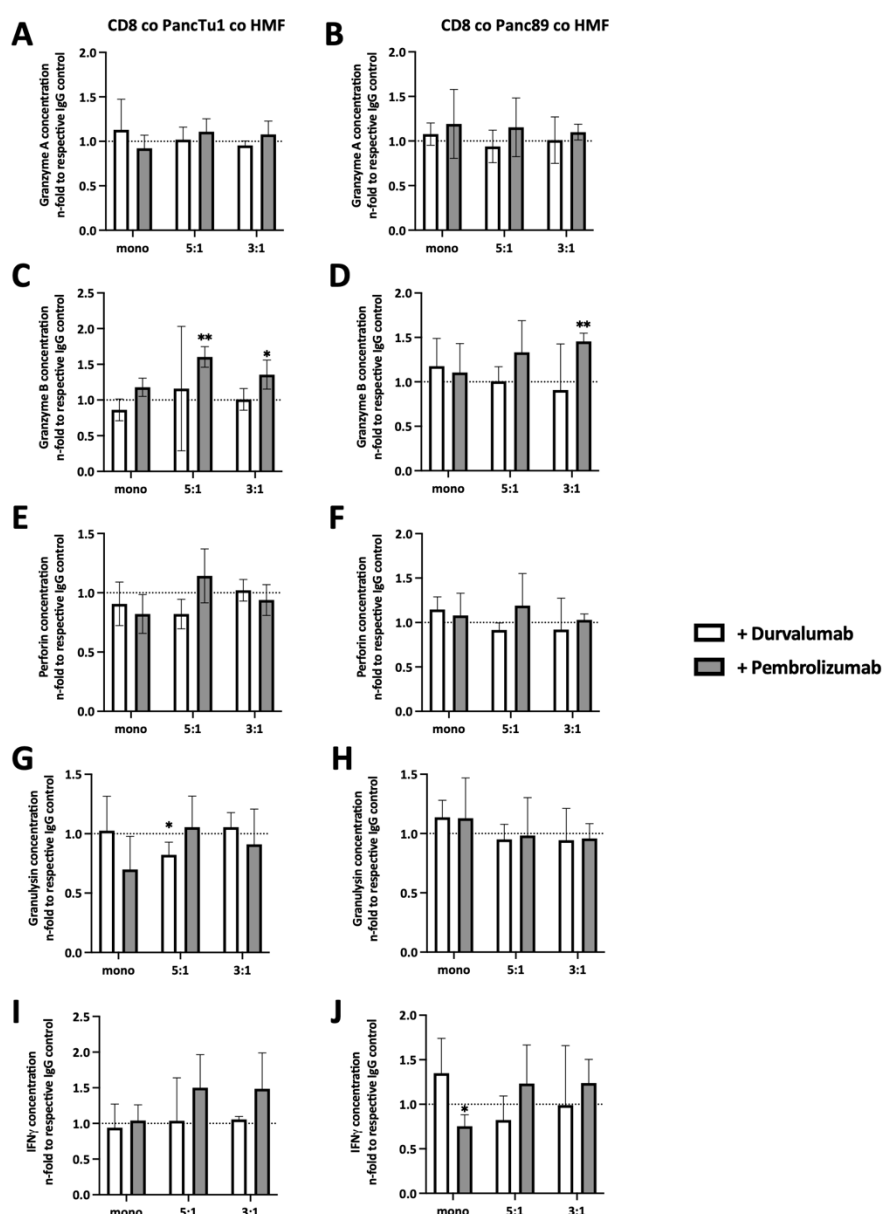 CD8 co PancTu1 co HMF
CD8 co Panc89 co HMF
A
Granzyme A concentration
n-fold to respective IgG control
2.0
1.5
1.0
0.5
0.0
mono
5:1
3:1
B
Granzyme A concentration
n-fold to respective IgG control
2.0
1.5
1.0
0.5
0.0
mono
5:1
3:1
C
Granzyme B concentration
n-fold to respective IgG control
2.5
2.0
1.5
1.0
0.5
0.0
**
*
mono
5:1
3:1
D
Granzyme B concentration
n-fold to respective IgG control
2.0
1.5
1.0
0.5
0.0
**
mono
5:1
3:1
E
Perforin concentration
n-fold to respective IgG control
1.5
1.0
0.5
0.0
mono
5:1
3:1
F
Perforin concentration
n-fold to respective IgG control
2.0
1.5
1.0
0.5
0.0
mono
5:1
3:1
+ Durvalumab
+ Pembrolizumab
G
Granulysin concentration
n-fold to respective IgG control
1.5
1.0
0.5
0.0
*
mono
5:1
3:1
H
Granulysin concentration
n-fold to respective IgG control
1.5
1.0
0.5
0.0
mono
5:1
3:1
I
IFNγ concentration
n-fold to respective IgG control
2.5
2.0
1.5
1.0
0.5
0.0
mono
5:1
3:1
J
IFNγ concentration
n-fold to respective IgG control
2.0
1.5
1.0
0.5
0.0
*
mono
5:1
3:1